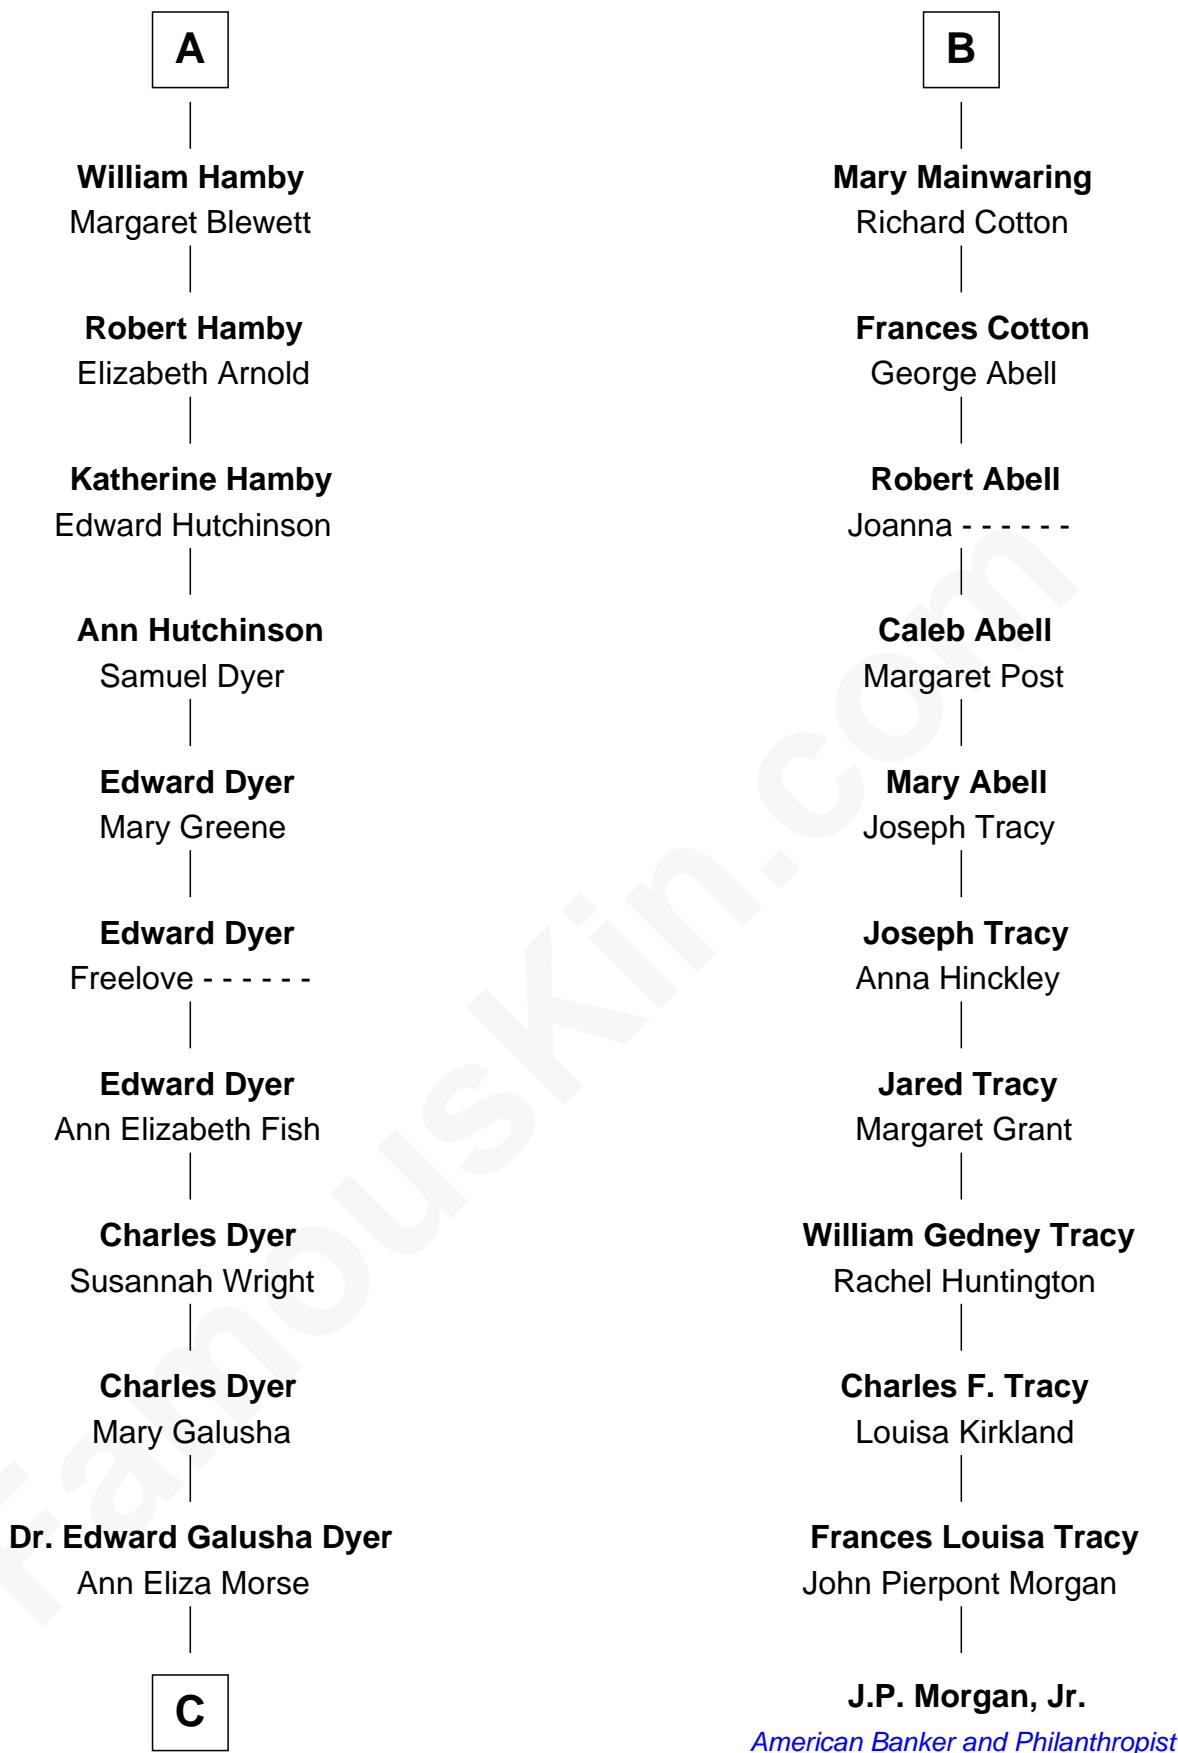 A
William Hamby
Margaret Blewett
Robert Hamby
Elizabeth Arnold
Katherine Hamby
Edward Hutchinson
Ann Hutchinson
Samuel Dyer
Edward Dyer
Mary Greene
Edward Dyer
Freelove - - - - - -
Edward Dyer
Ann Elizabeth Fish
Charles Dyer
Susannah Wright
Charles Dyer
Mary Galusha
Dr. Edward Galusha Dyer
Ann Eliza Morse
C
B
Mary Mainwaring
Richard Cotton
Frances Cotton
George Abell
Robert Abell
Joanna - - - - - -
Caleb Abell
Margaret Post
Mary Abell
Joseph Tracy
Joseph Tracy
Anna Hinckley
Jared Tracy
Margaret Grant
William Gedney Tracy
Rachel Huntington
Charles F. Tracy
Louisa Kirkland
Frances Louisa Tracy
John Pierpont Morgan
J.P. Morgan, Jr.
American Banker and Philanthropist
FamousKin.com